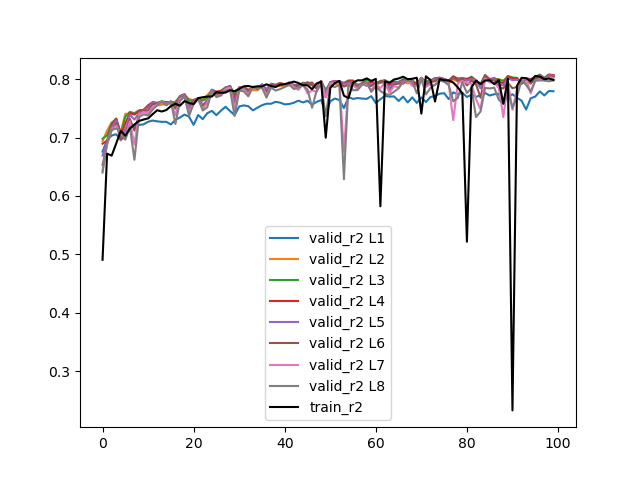 0.8
0.7
0.6
0.5
0.4
0.3
valid_r2 L1
valid_r2 L2
valid_r2 L3
valid_r2 L4
valid_r2 L5
valid_r2 L6
valid_r2 L7
valid_r2 L8
train_r2
0 20 40 60 80 100